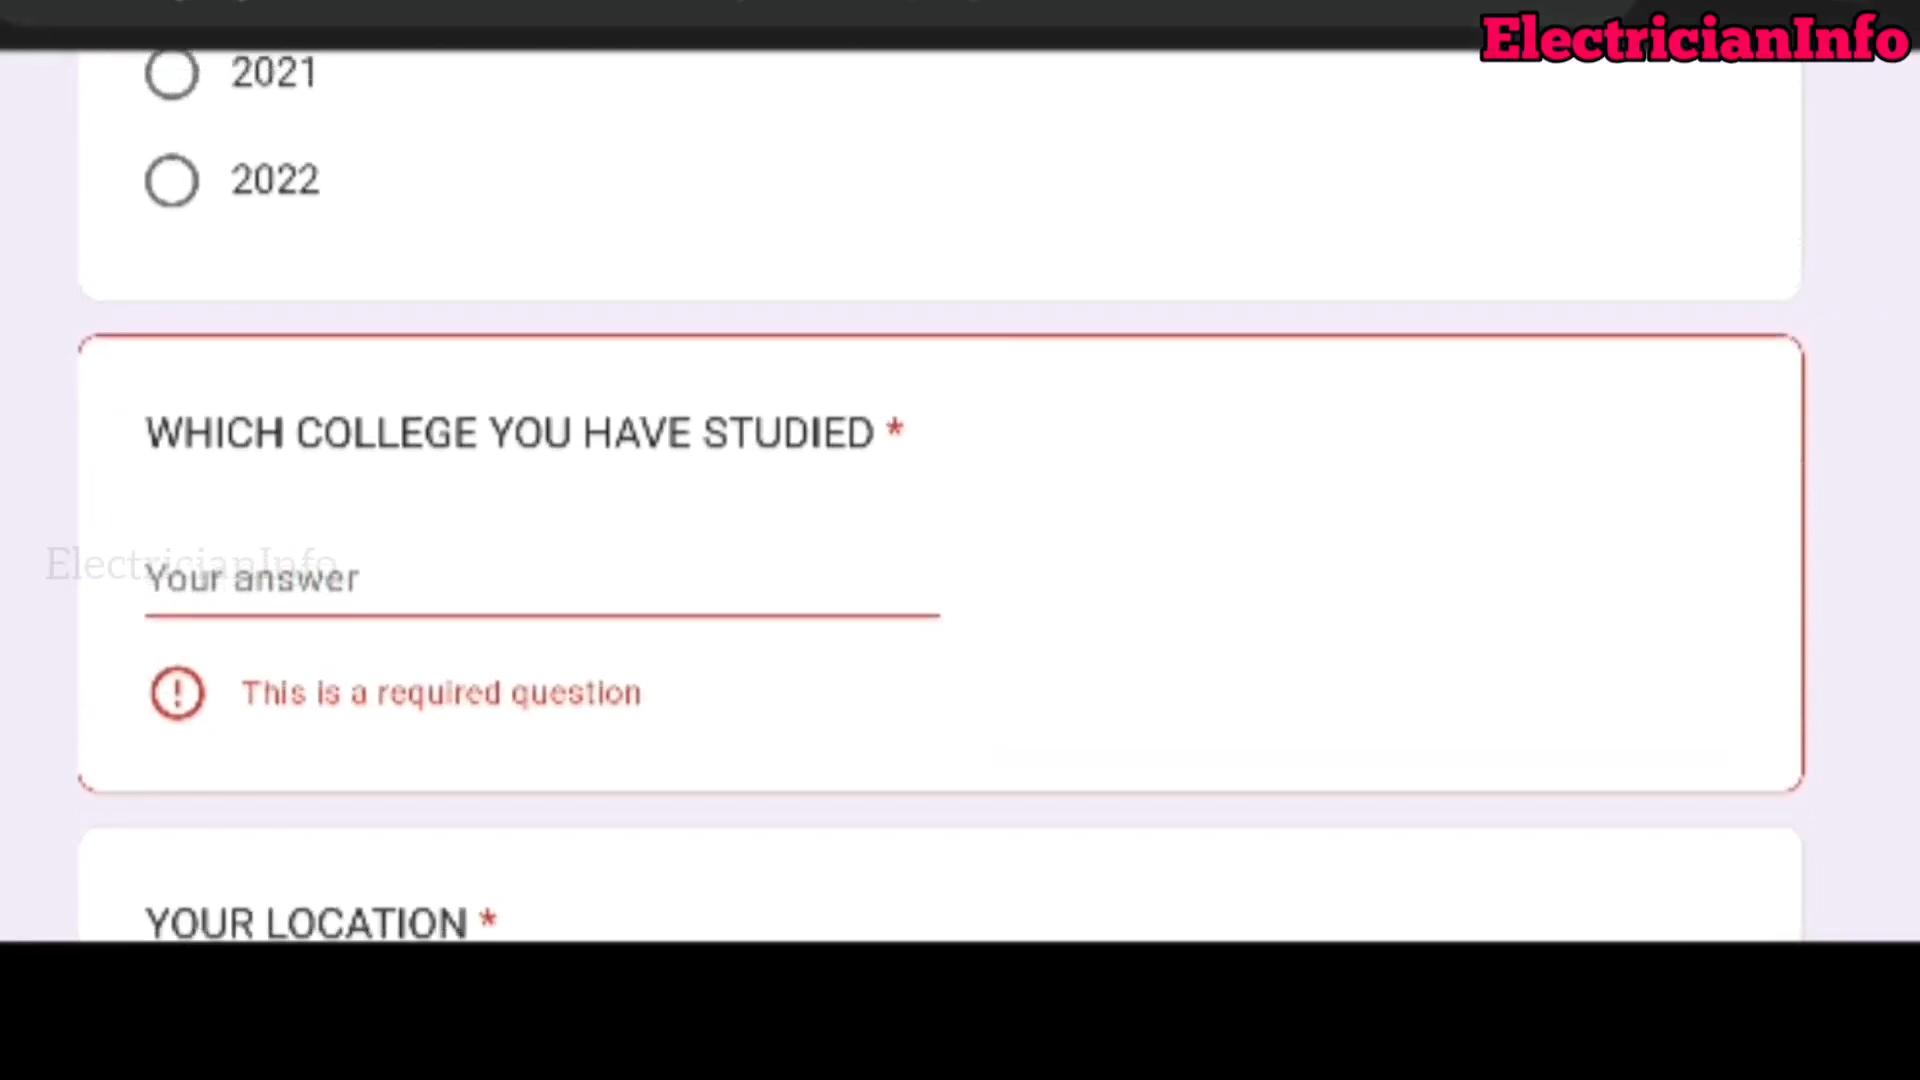 ElectricianInfo
2021
2022
WHICH COLLEGE YOU HAVE STUDIED *
ElectricianInfo
Your answer
This is a required question
YOUR LOCATION *